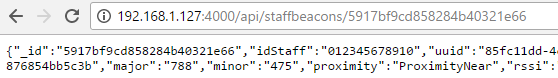 192.168.1.127:4000/api/staffbeacons/5917bf9cd858284b40321e66
{"_id":"5917bf9cd858284b40321e66","idStaff":"012345678910","uuid":"85fc11dd-4
876854bb5c3b","major":"788","minor":"475","proximity":"ProximityNear","rssi":